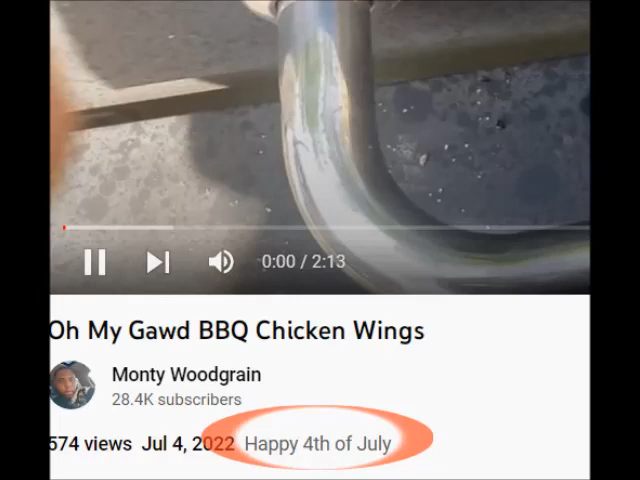 0:00 / 2:13
Oh My Gawd BBQ Chicken Wings
Monty Woodgrain
28.4K subscribers
574 views Jul 4, 2022 Happy 4th of July